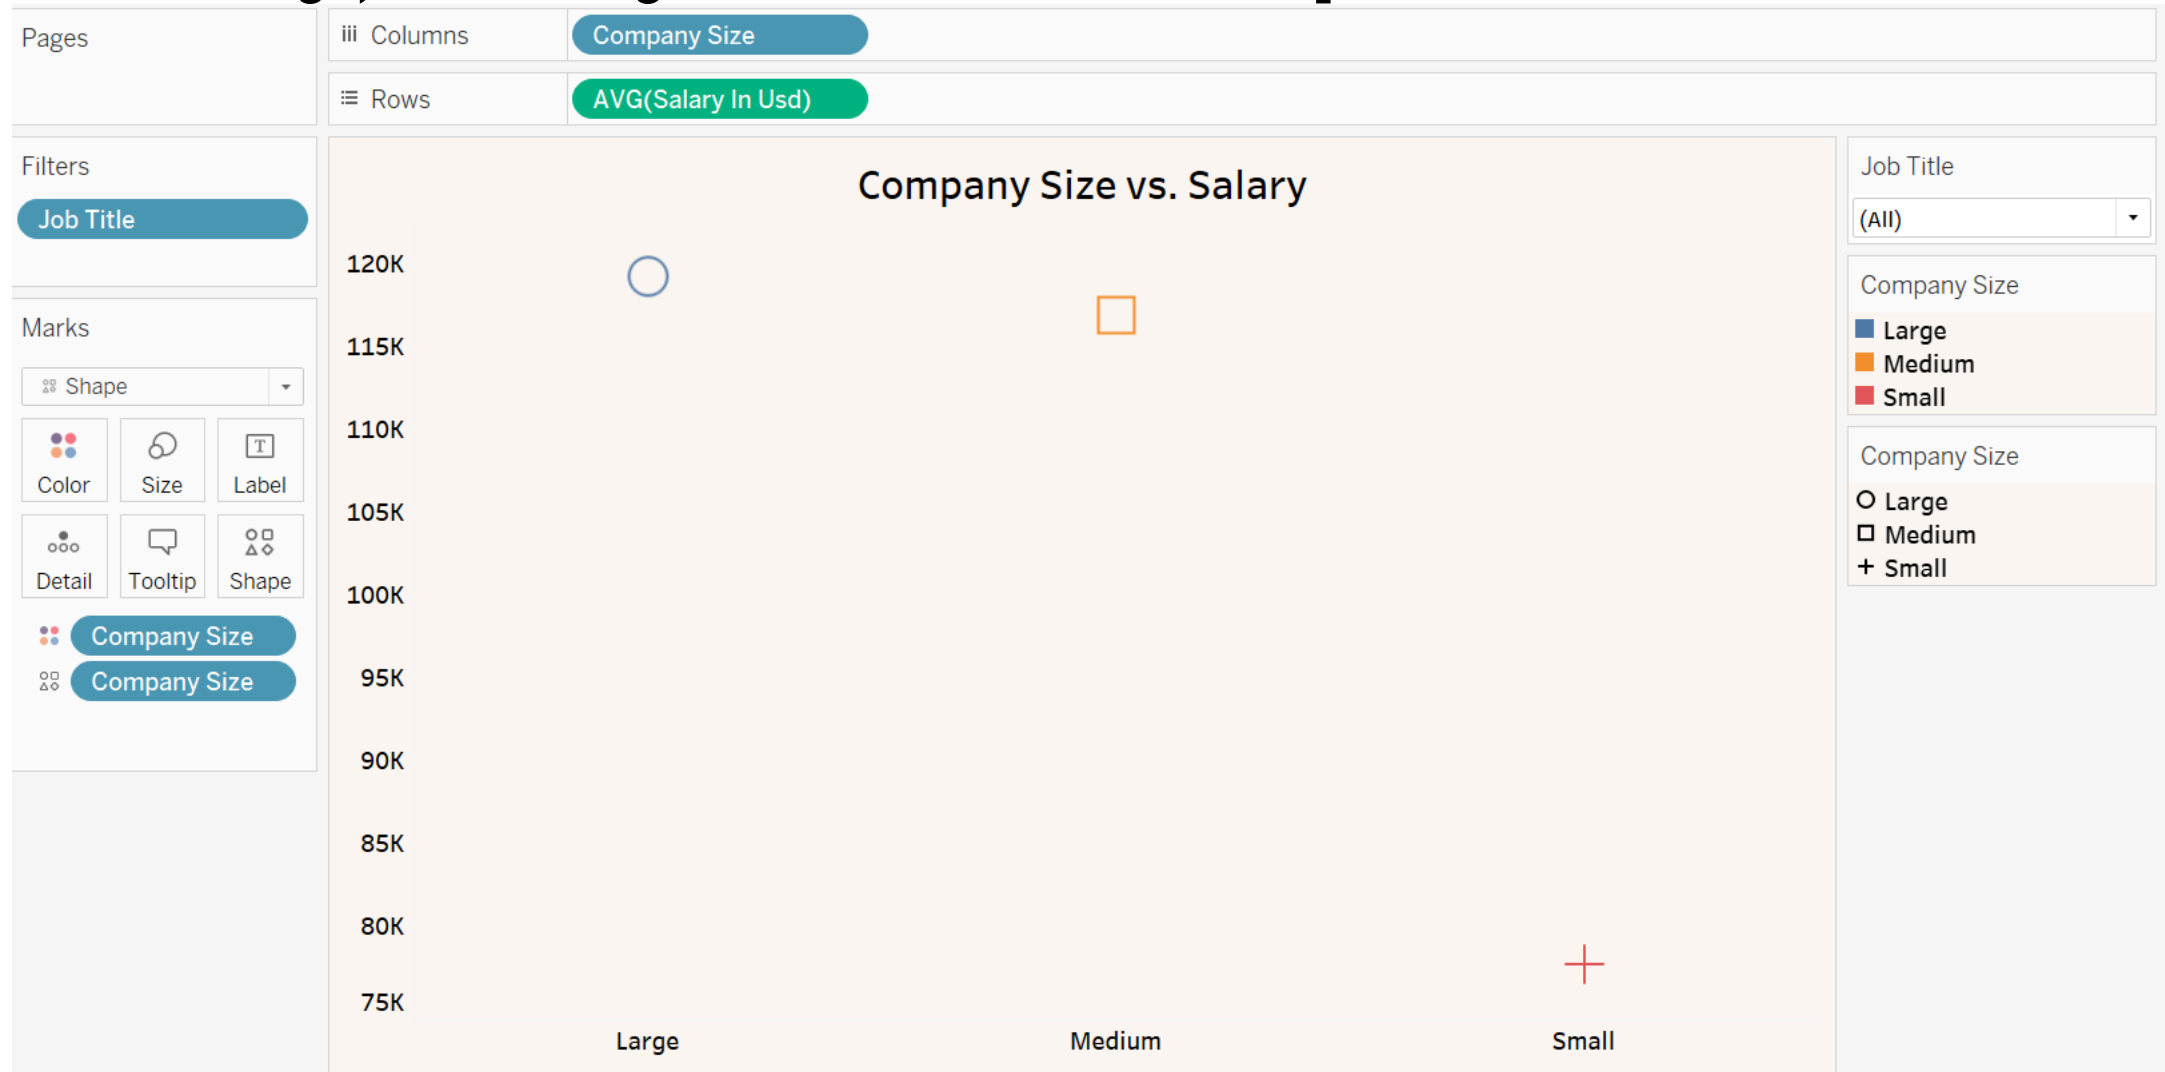 Pages
Columns
Company Size
Rows
AVG(Salary In Usd)
Filters
Job Title
Marks
Shape
Color
Size
Label
Detail
Tooltip
Shape
Company Size
Company Size
Company Size vs. Salary
120K
115K
110K
105K
100K
95K
90K
85K
80K
75K
Large
Medium
Small
Job Title
(All)
Company Size
Large
Medium
Small
Company Size
Large
Medium
Small